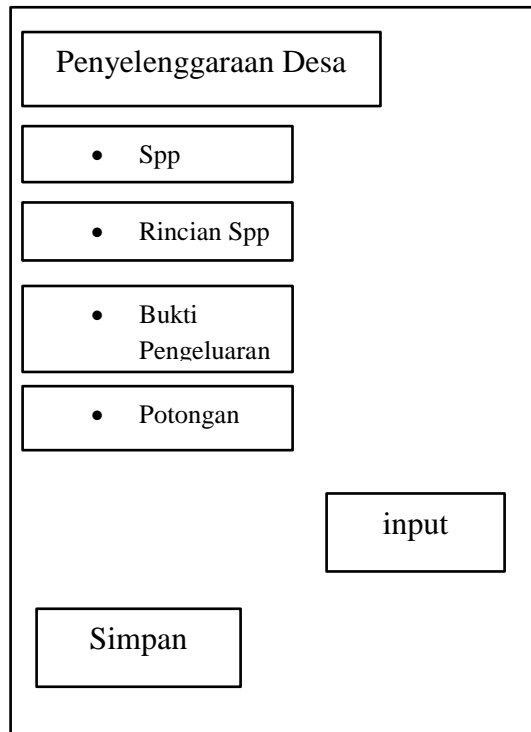 Penyelenggaraan Desa
• Spp
• Rincian Spp
• Bukti
Pengeluaran
• Potongan
input
Simpan